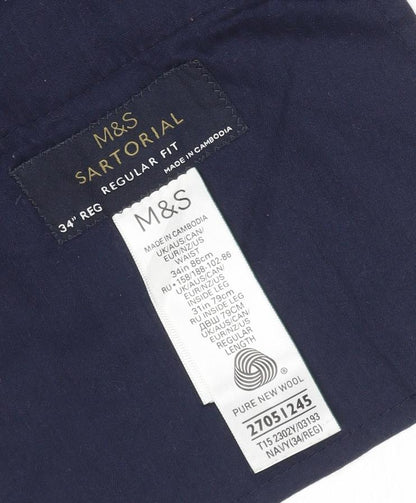 M&S
SARTORIAL
REGULAR FIT
34" REG
MADE IN CAMBODIA
M&S
MADE IN CAMBODIA
UK/AUS/CAN/
EUR/NZ/US
WAIST
34in 86cm
RU - 158/188-102-86
UK/AUS/CAN/
EUR/NZ/US
INSIDE LEG
31in 79cm
RU INSIDE LEG
ДВШ 79CM
UK/AUS/CAN/
EUR/NZ/US
REGULAR
LENGTH
PURE NEW WOOL
27051245
T15 2302Y/03193
NAVY(34/REG)